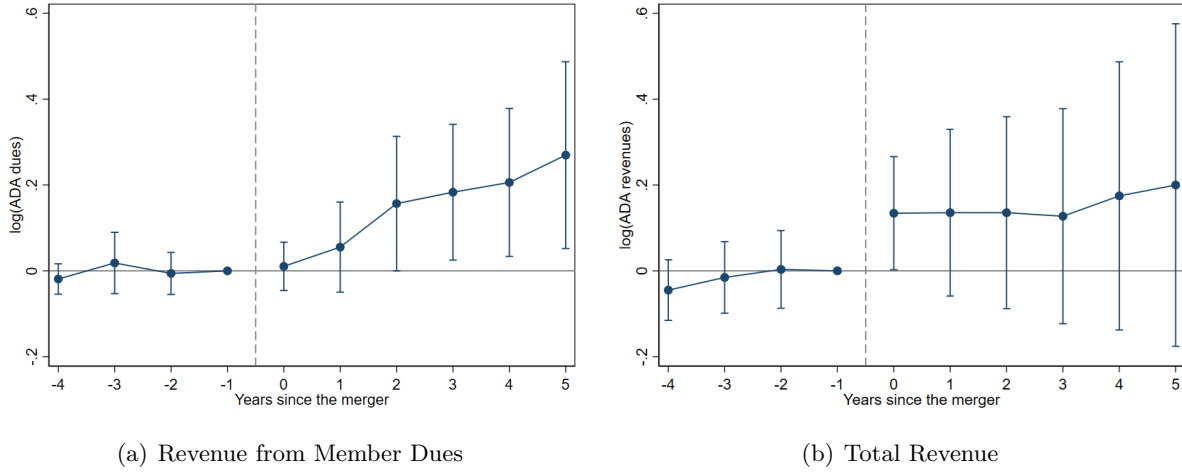 log(ADA dues)
.6
.4
.2
0
-.2
-4 -3 -2 -1 0 1 2 3 4 5
Years since the merger
(a) Revenue from Member Dues
log(ADA revenues)
.6
.4
.2
0
-.2
-4 -3 -2 -1 0 1 2 3 4 5
Years since the merger
(b) Total Revenue